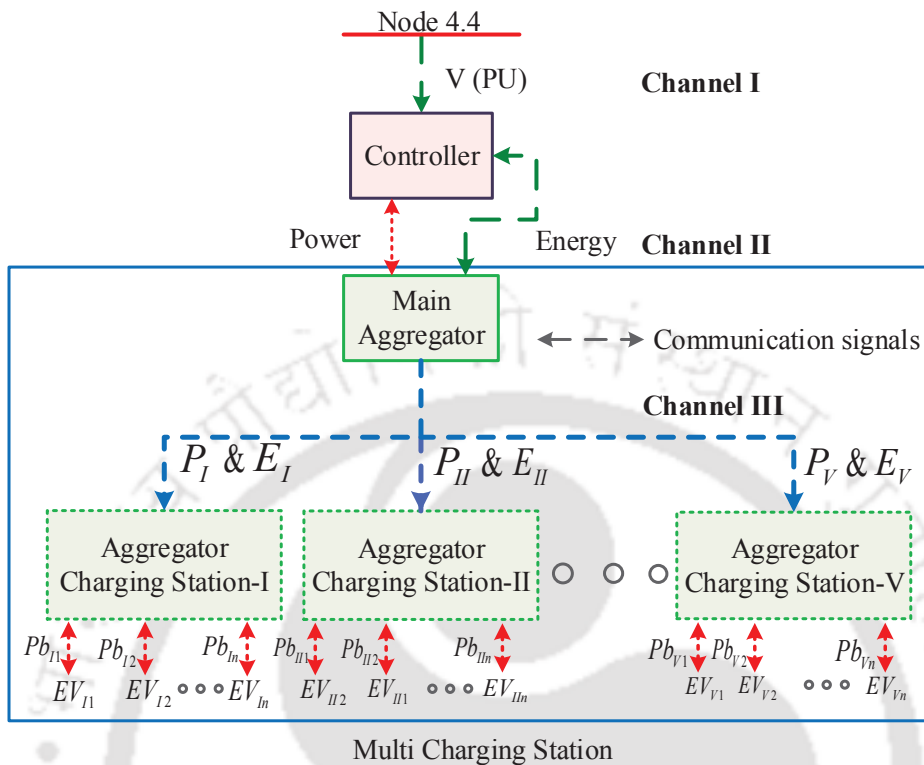 Node 4.4
V (PU)
Channel I
Controller
Power
Energy
Channel II
Main
Aggregator
Communication signals
Channel III
P_I & E_I
P_II & E_II
P_V & E_V
Aggregator
Charging Station-I
Aggregator
Charging Station-II
Aggregator
Charging Station-V
Pb_I1 Pb_I2 Pb_In Pb_II1 Pb_II2 Pb_IIn Pb_V1 Pb_V2 Pb_Vn
EV_I1 EV_I2 EV_In EV_II2 EV_II1 EV_IIn EV_V1 EV_V2 EV_Vn
Multi Charging Station